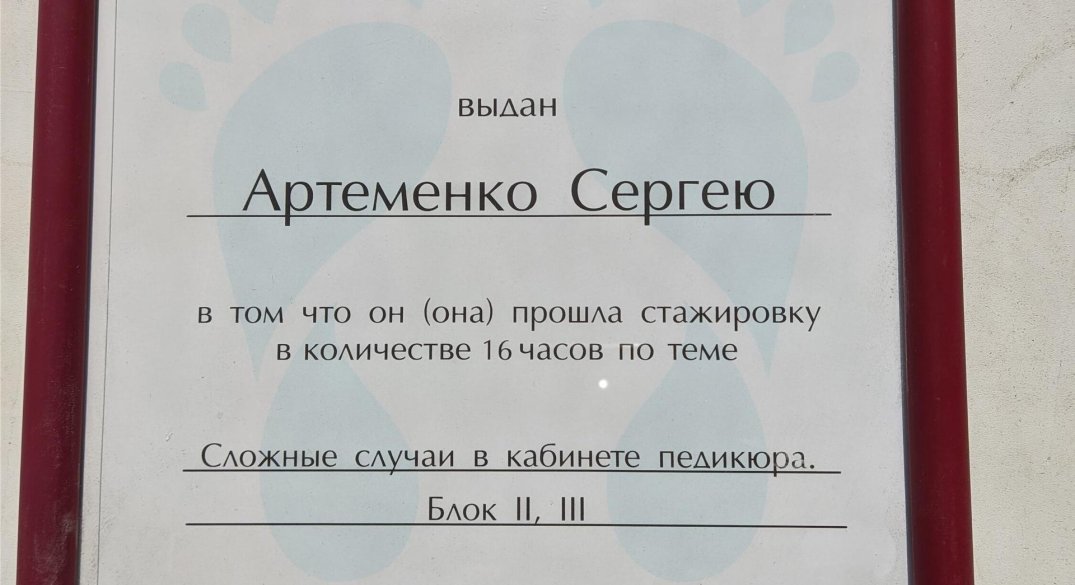 выдан
Артеменко Сергею
в том что он (она) прошла стажировку
в количестве 16 часов по теме
Сложные случаи в кабинете педикюра.
Блок II, III